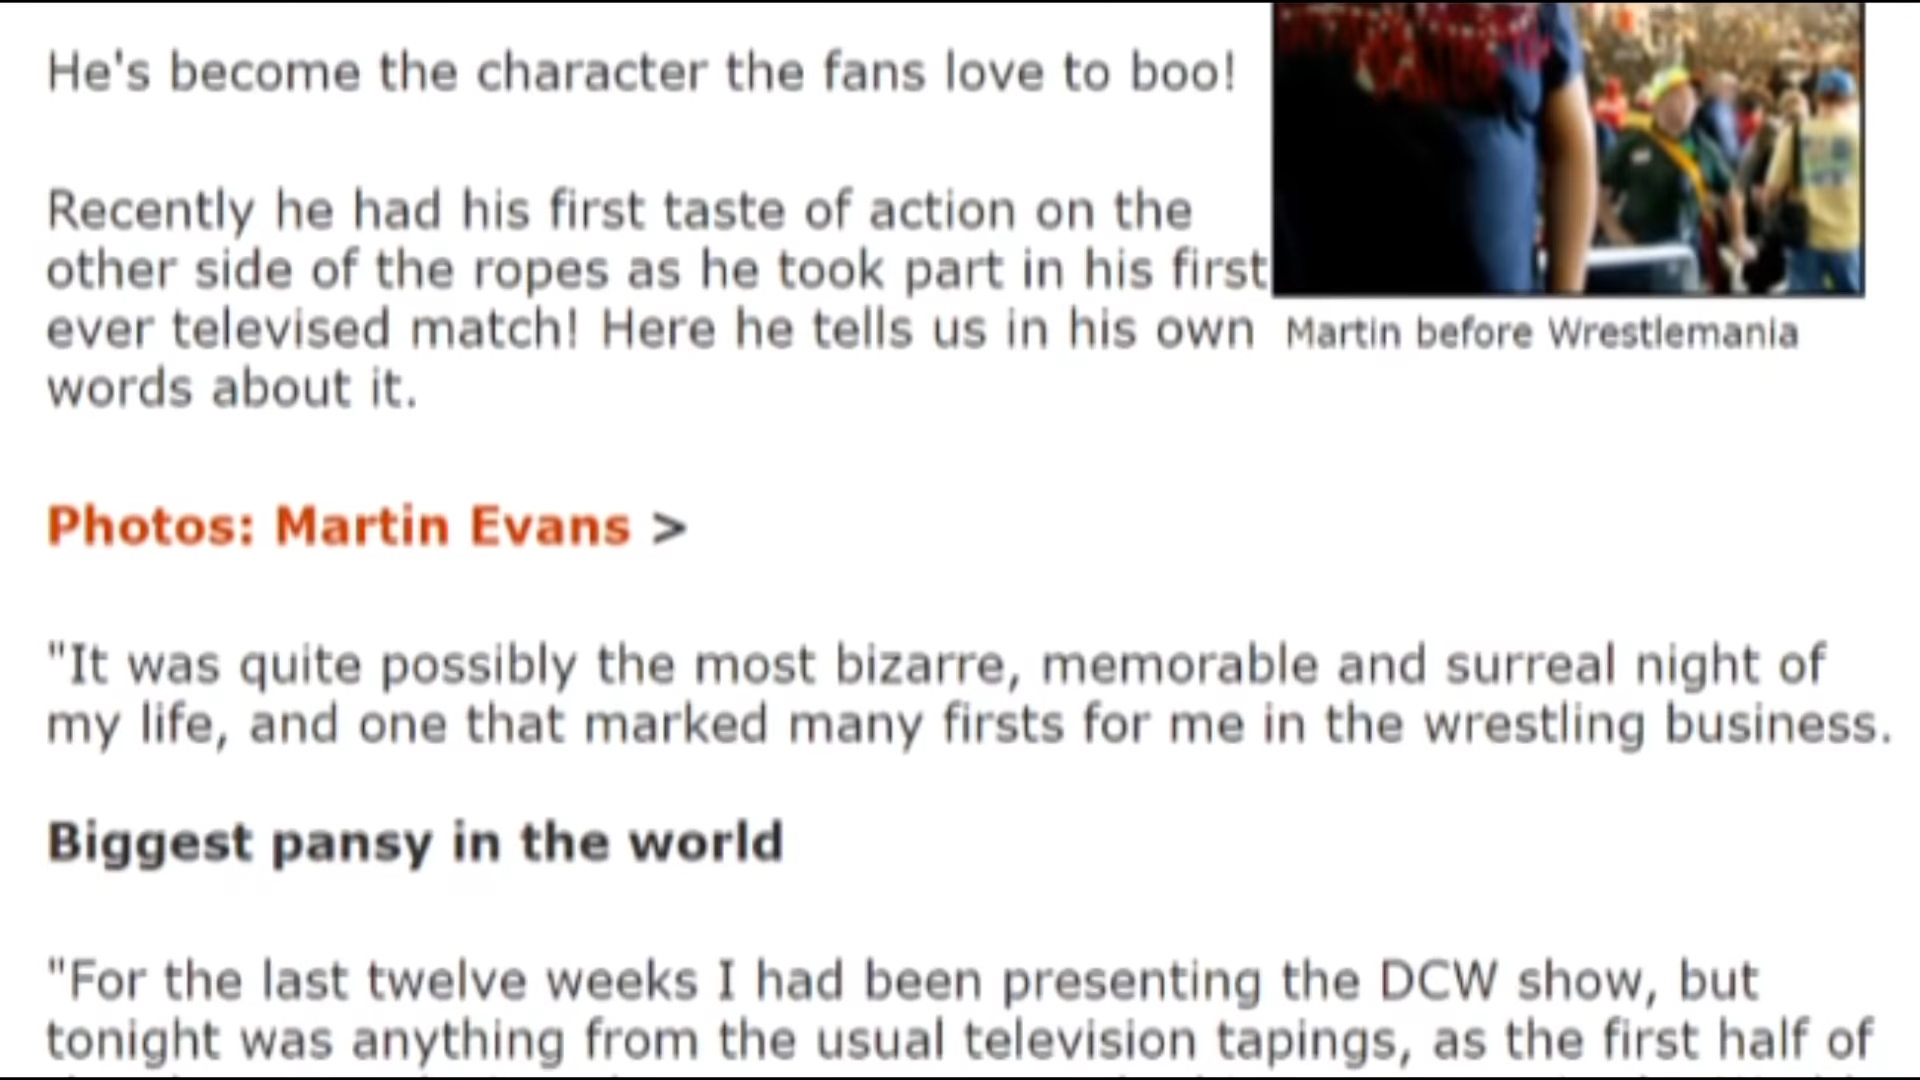 He's become the character the fans love to boo!
Recently he had his first taste of action on the
other side of the ropes as he took part in his first
ever televised match! Here he tells us in his own
words about it.
Martin before Wrestlemania
Photos: Martin Evans >
"It was quite possibly the most bizarre, memorable and surreal night of
my life, and one that marked many firsts for me in the wrestling business.
Biggest pansy in the world
"For the last twelve weeks I had been presenting the DCW show, but
tonight was anything from the usual television tapings, as the first half of